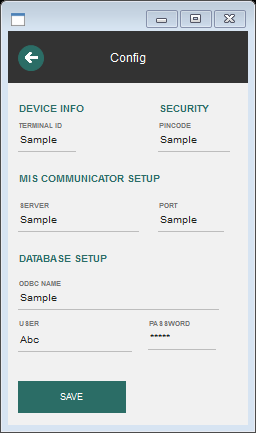 Config
DEVICE INFO SECURITY
TERMINAL ID PINCODE
Sample Sample
MIS COMMUNICATOR SETUP
SERVER PORT
Sample Sample
DATABASE SETUP
ODBC NAME
Sample
USER PASSWORD
Abc *****
SAVE